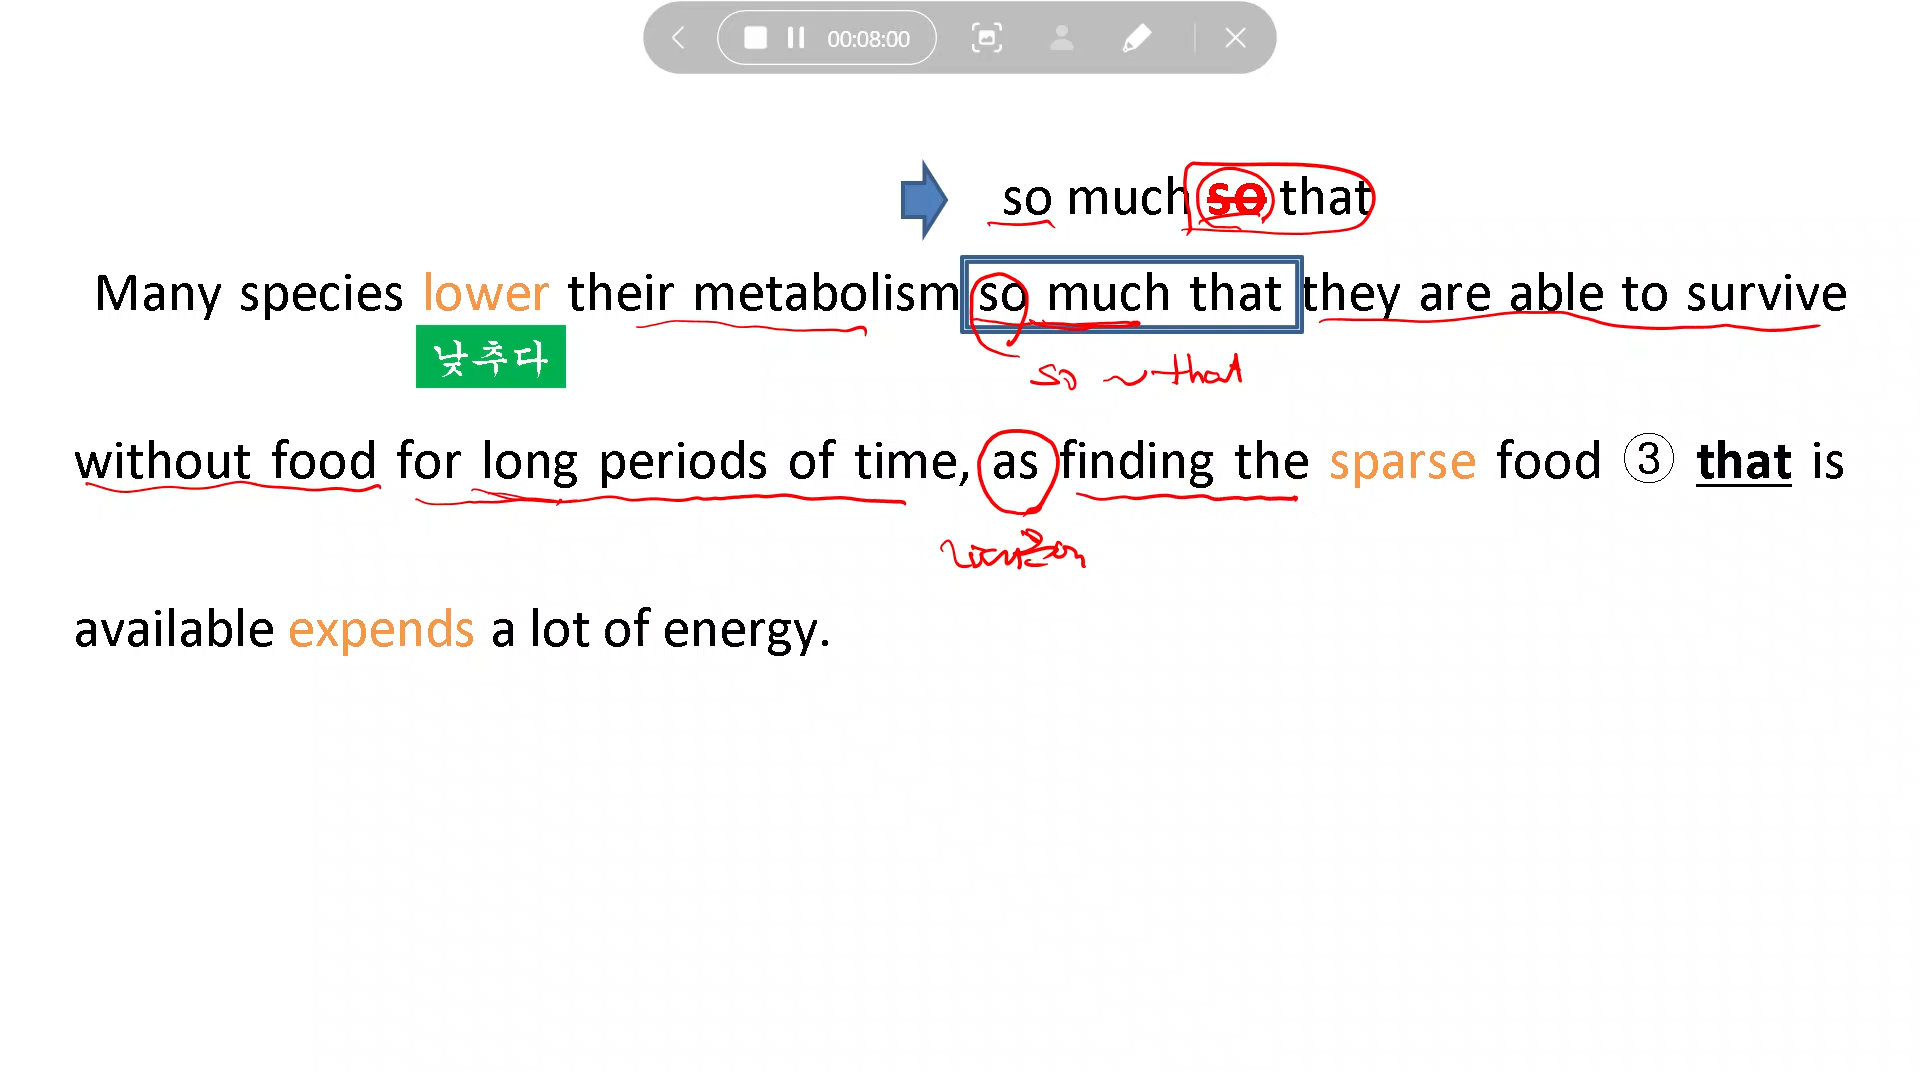 00:08:00
so much so that
Many species lower their metabolism so much that they are able to survive
낮추다
so ~ that
without food for long periods of time, as finding the sparse food ③ that is
available expends a lot of energy.